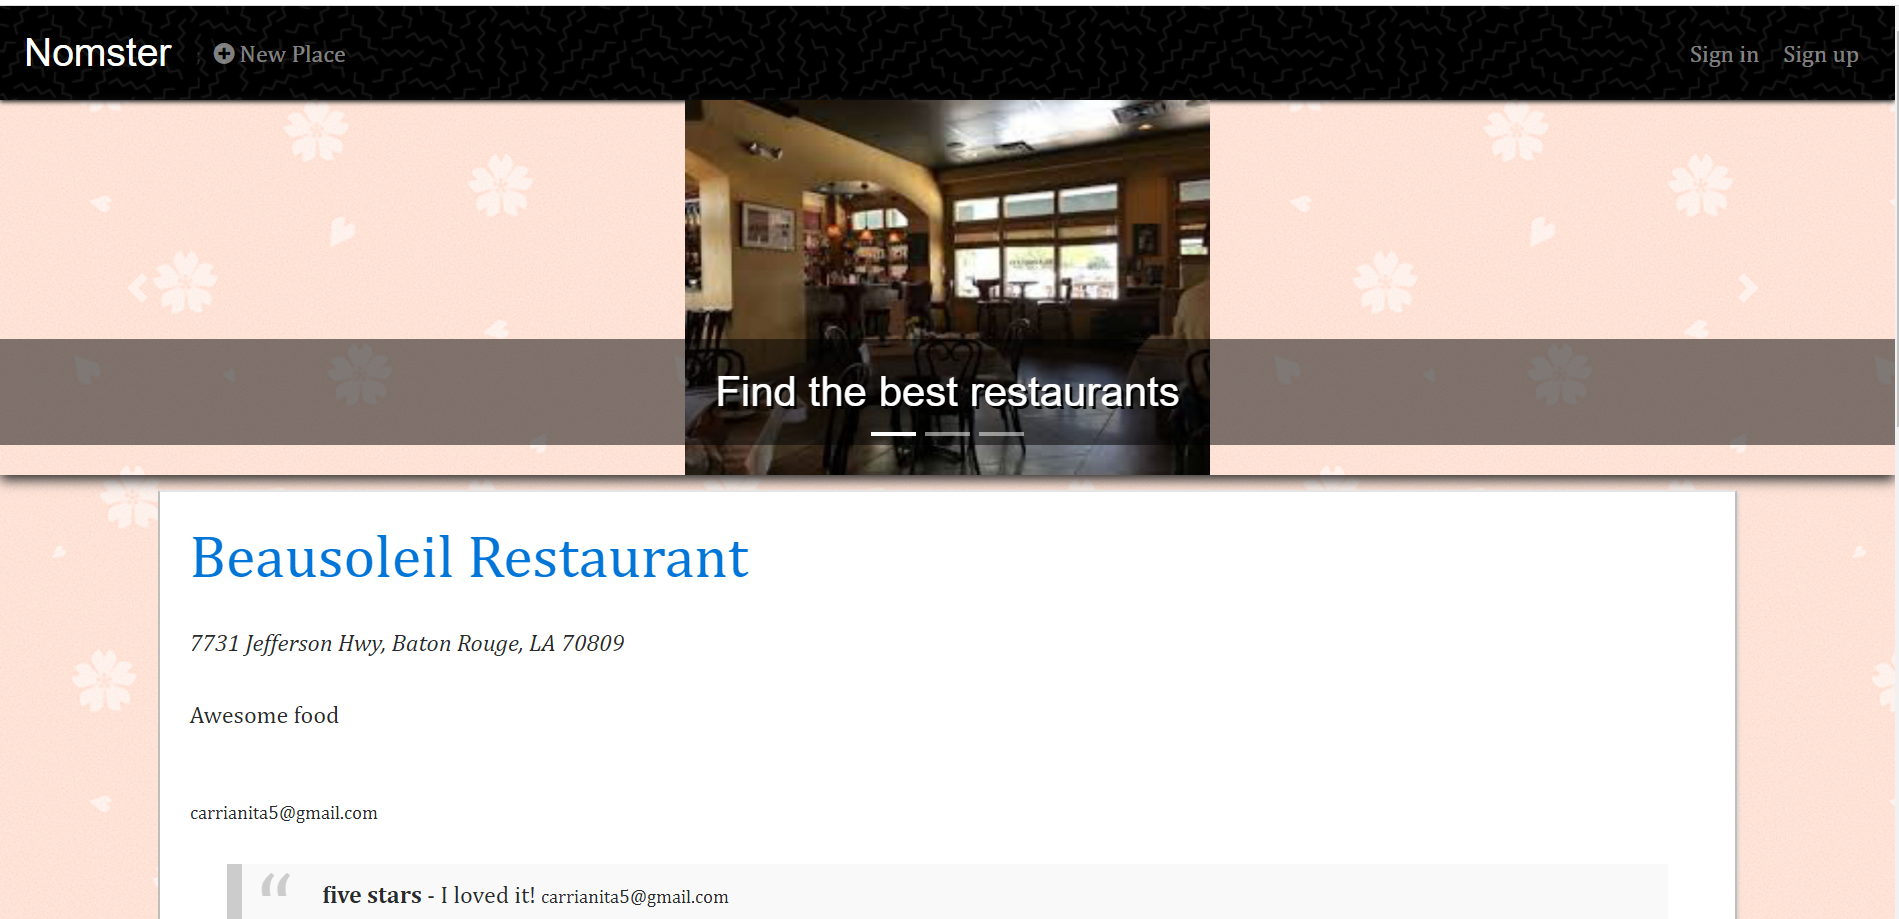 Nomster New Place Sign in Sign up
Find the best restaurants
Beausoleil Restaurant
7731 Jefferson Hwy, Baton Rouge, LA 70809
Awesome food
carrianita5@gmail.com
“ five stars - I loved it! carrianita5@gmail.com